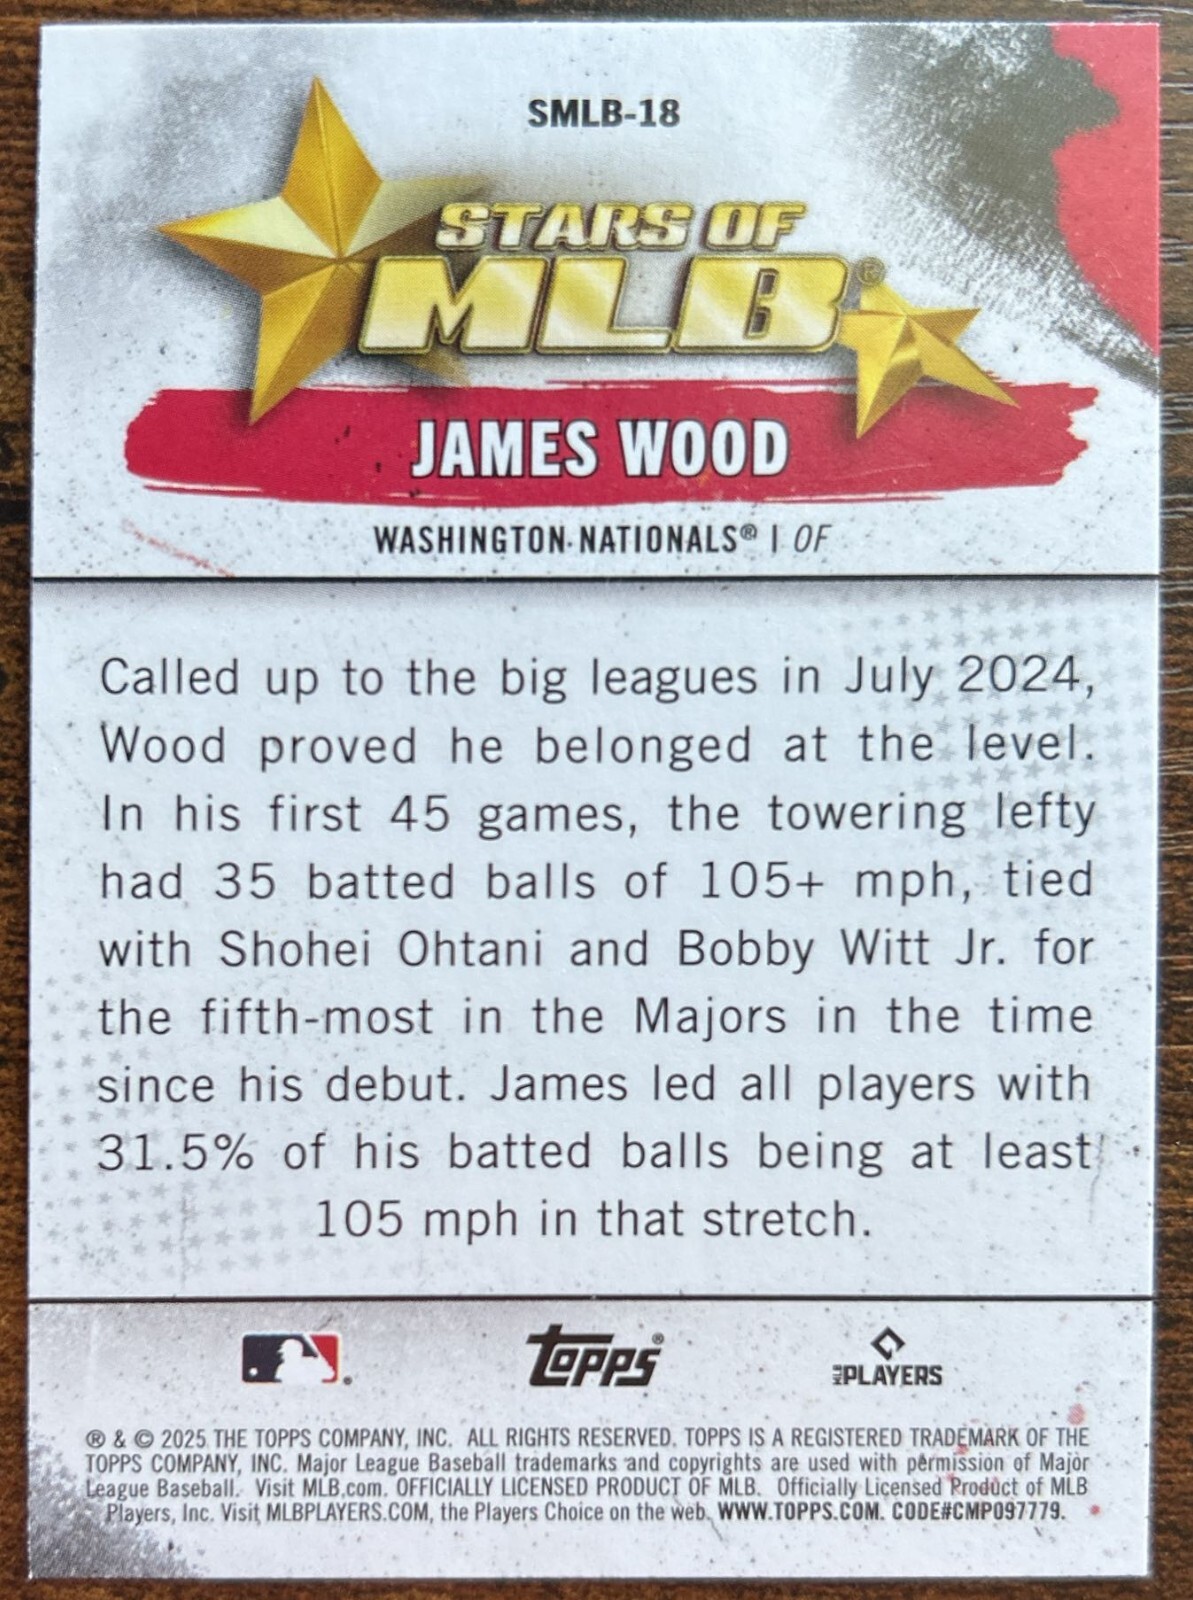 SMLB-18
STARS OF
MLB®
JAMES WOOD
WASHINGTON NATIONALS® | OF
Called up to the big leagues in July 2024,
Wood proved he belonged at the level.
In his first 45 games, the towering lefty
had 35 batted balls of 105+ mph, tied
with Shohei Ohtani and Bobby Witt Jr. for
the fifth-most in the Majors in the time
since his debut. James led all players with
31.5% of his batted balls being at least
105 mph in that stretch.
Topps®
MLB PLAYERS
® & © 2025 THE TOPPS COMPANY, INC. ALL RIGHTS RESERVED. TOPPS IS A REGISTERED TRADEMARK OF THE
TOPPS COMPANY, INC. Major League Baseball trademarks and copyrights are used with permission of Major
League Baseball. Visit MLB.com. OFFICIALLY LICENSED PRODUCT OF MLB. Officially Licensed Product of MLB
Players, Inc. Visit MLBPLAYERS.COM, the Players Choice on the web. WWW.TOPPS.COM. CODE#CMP097779.